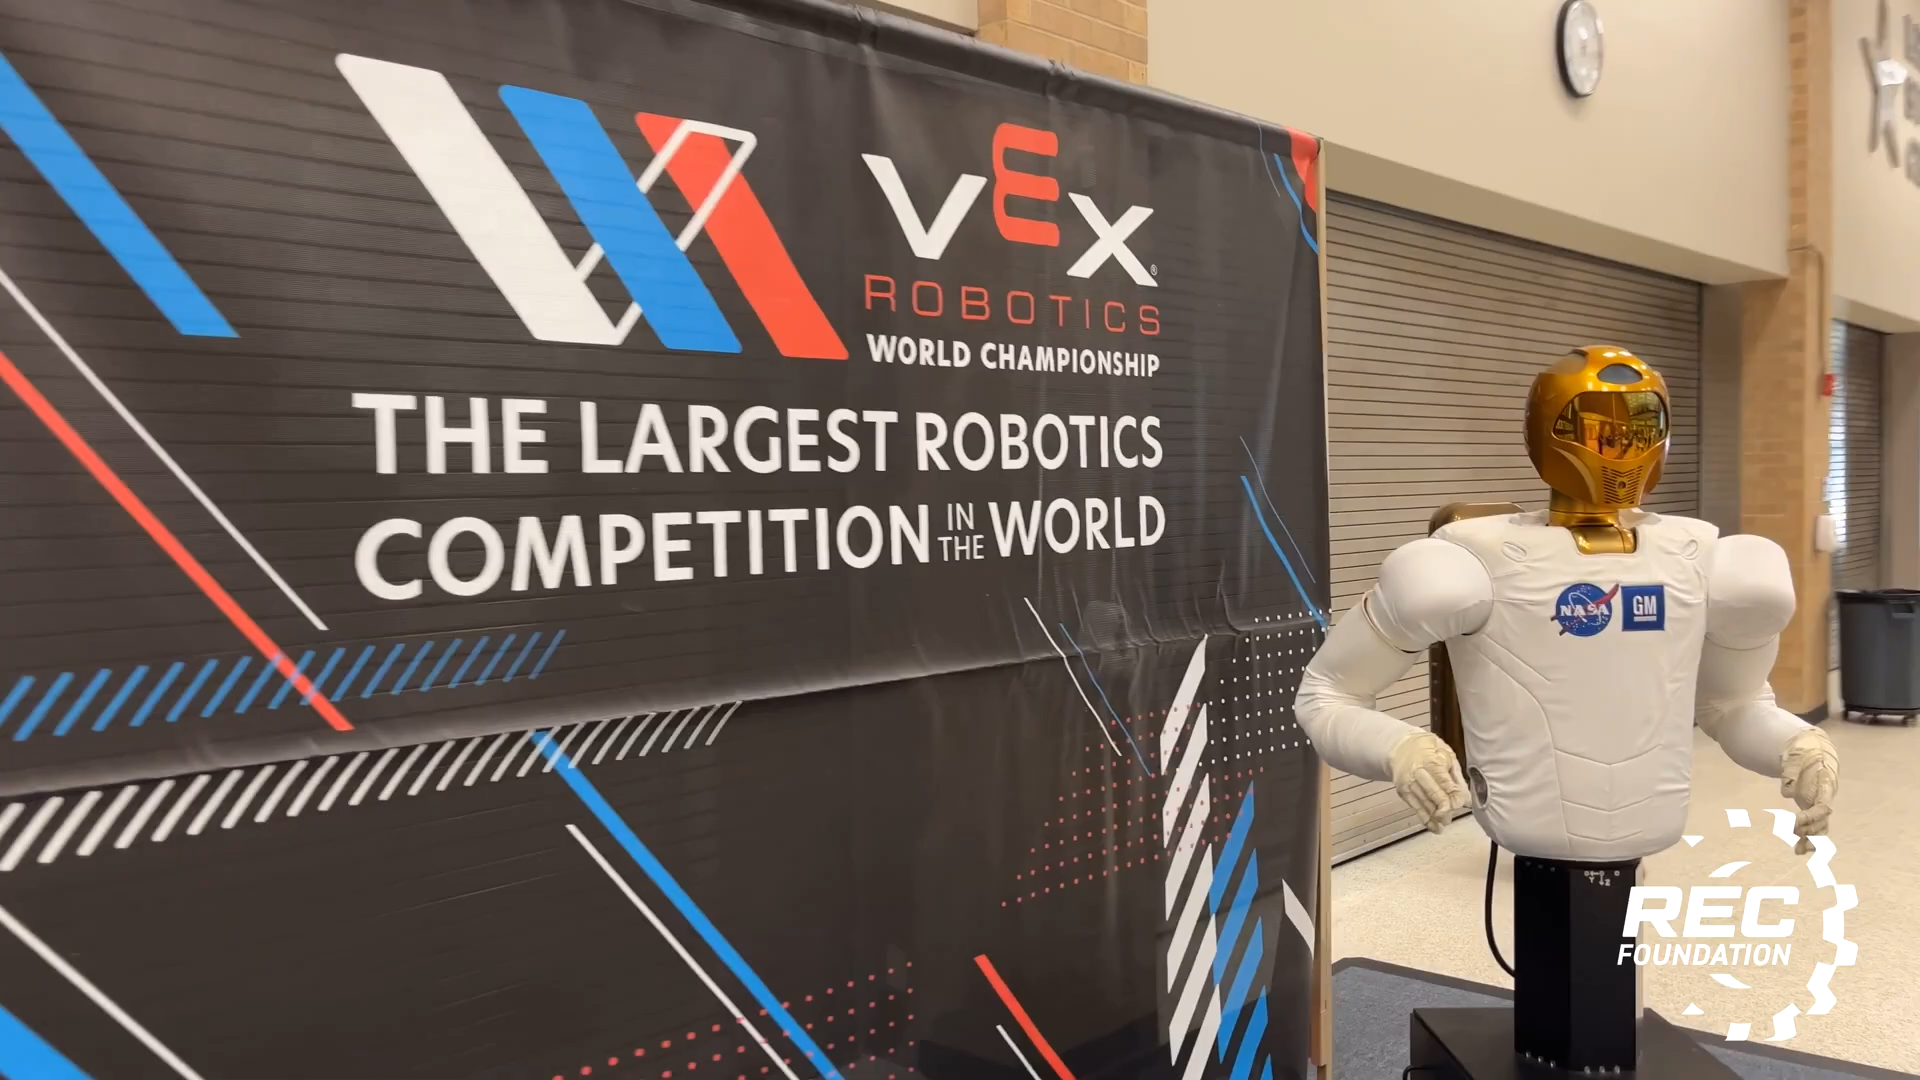 VEX
ROBOTICS
WORLD CHAMPIONSHIP
THE LARGEST ROBOTICS
COMPETITION IN THE WORLD
NASA
GM
REC
FOUNDATION